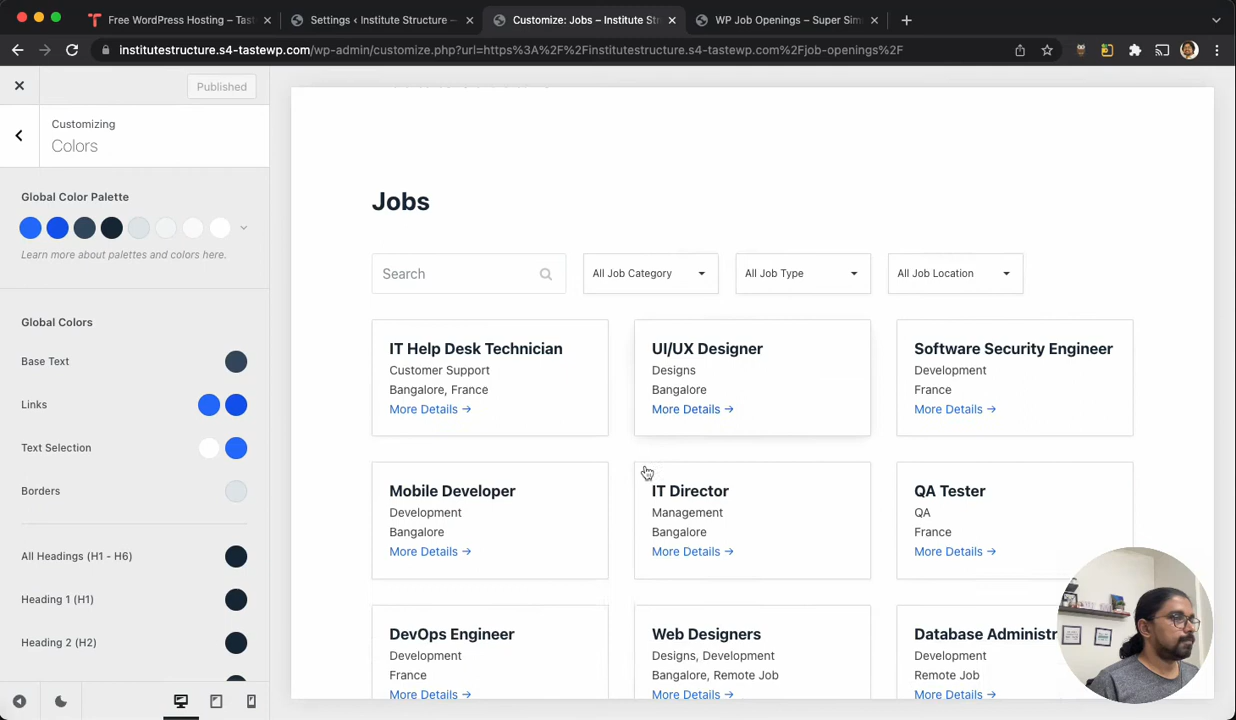 Free WordPress Hosting – Tast
Settings ‹ Institute Structure —
Customize: Jobs – Institute Str
WP Job Openings – Super Sim
institutestructure.s4-tastewp.com/wp-admin/customize.php?url=https%3A%2F%2Finstitutestructure.s4-tastewp.com%2Fjob-openings%2F
Published
Customizing
Colors
Global Color Palette
Learn more about palettes and colors here.
Global Colors
Base Text
Links
Text Selection
Borders
All Headings (H1 - H6)
Heading 1 (H1)
Heading 2 (H2)
Jobs
Search
All Job Category
All Job Type
All Job Location
IT Help Desk Technician
Customer Support
Bangalore, France
More Details →
UI/UX Designer
Designs
Bangalore
More Details →
Software Security Engineer
Development
France
More Details →
Mobile Developer
Development
Bangalore
More Details →
IT Director
Management
Bangalore
More Details →
QA Tester
QA
France
More Details →
DevOps Engineer
Development
France
More Details →
Web Designers
Designs, Development
Bangalore, Remote Job
More Details →
Database Administr
Development
Remote Job
More Details →